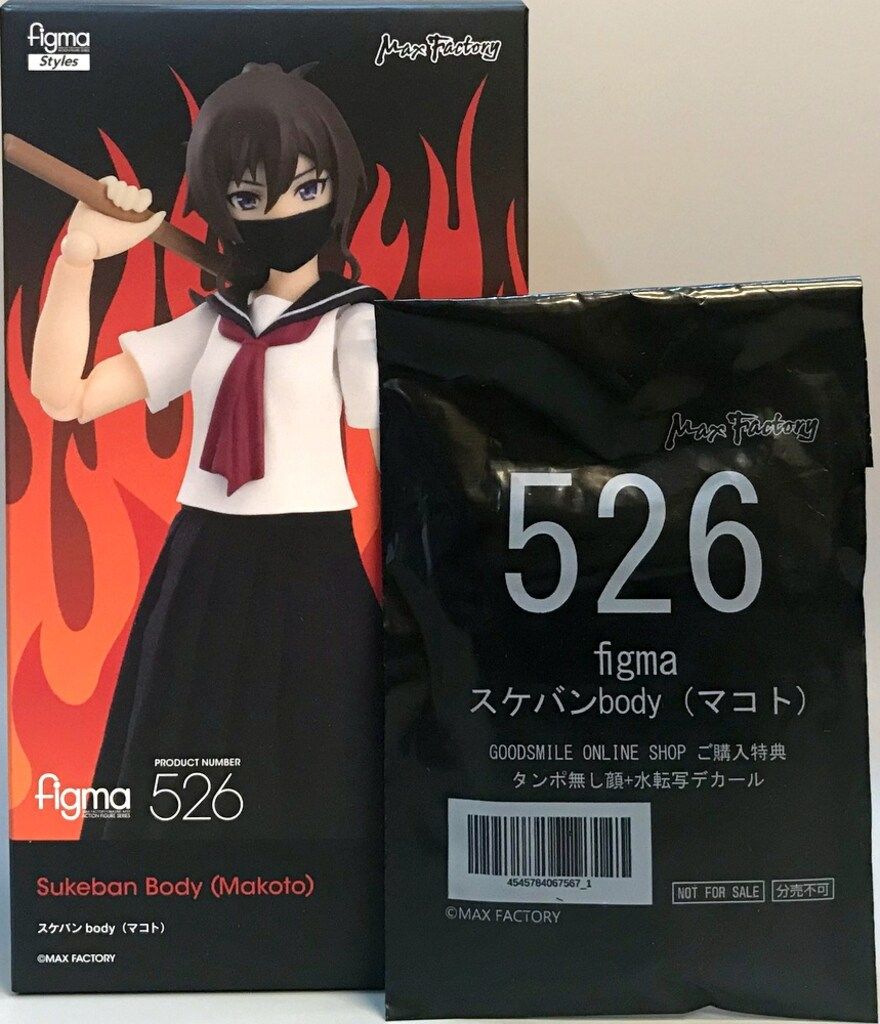 figma
Styles
Max Factory
PRODUCT NUMBER
figma 526
Sukeban Body (Makoto)
スケバン body（マコト）
©MAX FACTORY
Max Factory
526
figma
スケバンbody（マコト）
GOODSMILE ONLINE SHOP ご購入特典
タンポ無し顔+水転写デカール
4545784067567_1
NOT FOR SALE 分売不可
©MAX FACTORY